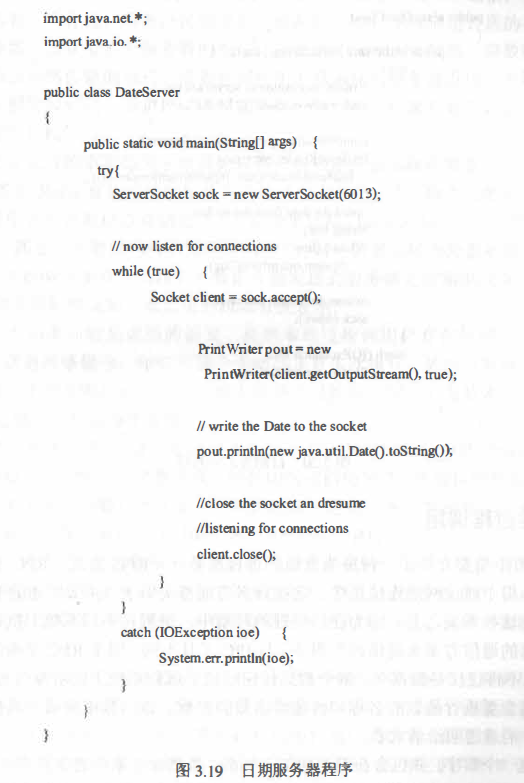 import java.net.*;
import java.io.*;
public class DateServer
{
public static void main(String[] args) {
try{
ServerSocket sock = new ServerSocket(6013);
// now listen for connections
while (true) {
Socket client = sock.accept();
PrintWriter pout = new
PrintWriter(client.getOutputStream(), true);
// write the Date to the socket
pout.println(new java.util.Date().toString());
//close the socket an dresume
//listening for connections
client.close();
}
}
catch (IOException ioe) {
System.err.println(ioe);
}
}
}
图 3.19 日期服务器程序